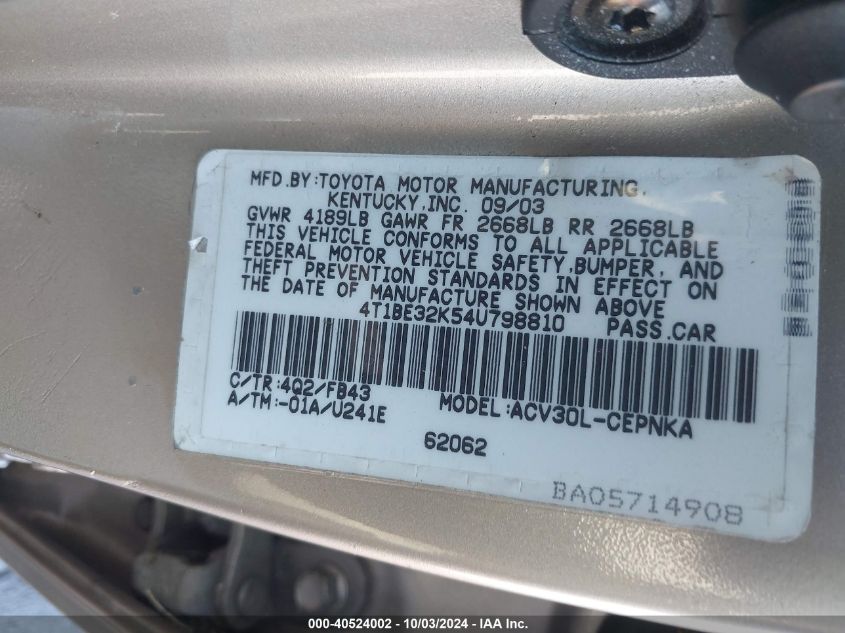 MFD.BY:TOYOTA MOTOR MANUFACTURING,
KENTUCKY,INC. 09/03
GVWR 4189LB GAWR FR 2668LB RR 2668LB
THIS VEHICLE CONFORMS TO ALL APPLICABLE
FEDERAL MOTOR VEHICLE SAFETY,BUMPER, AND
THEFT PREVENTION STANDARDS IN EFFECT ON
THE DATE OF MANUFACTURE SHOWN ABOVE
4T1BE32K54U798810 PASS.CAR
C/TR:4Q2/FB43
A/TM:-01A/U241E
MODEL:ACV30L-CEPNKA
62062
BA05714908
000-40524002 - 10/03/2024 - IAA Inc.